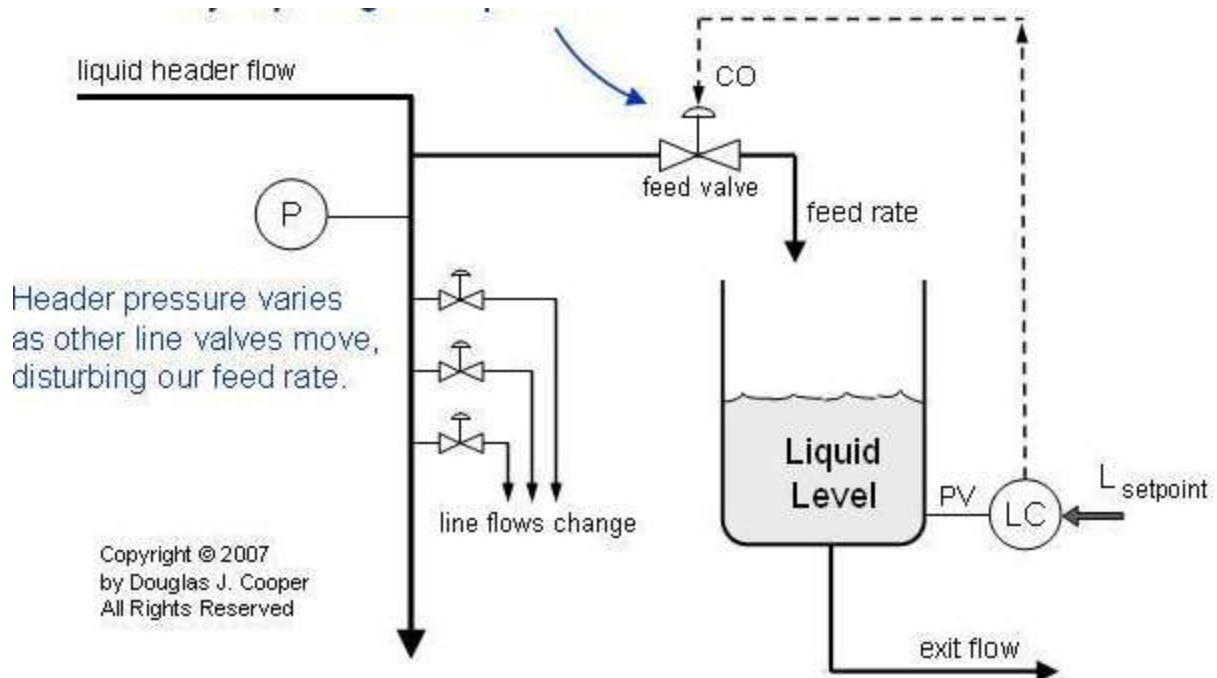 liquid header flow
CO
feed valve
feed rate
P
Header pressure varies
as other line valves move,
disturbing our feed rate.
Liquid
Level
PV
LC
L setpoint
line flows change
Copyright © 2007
by Douglas J. Cooper
All Rights Reserved
exit flow